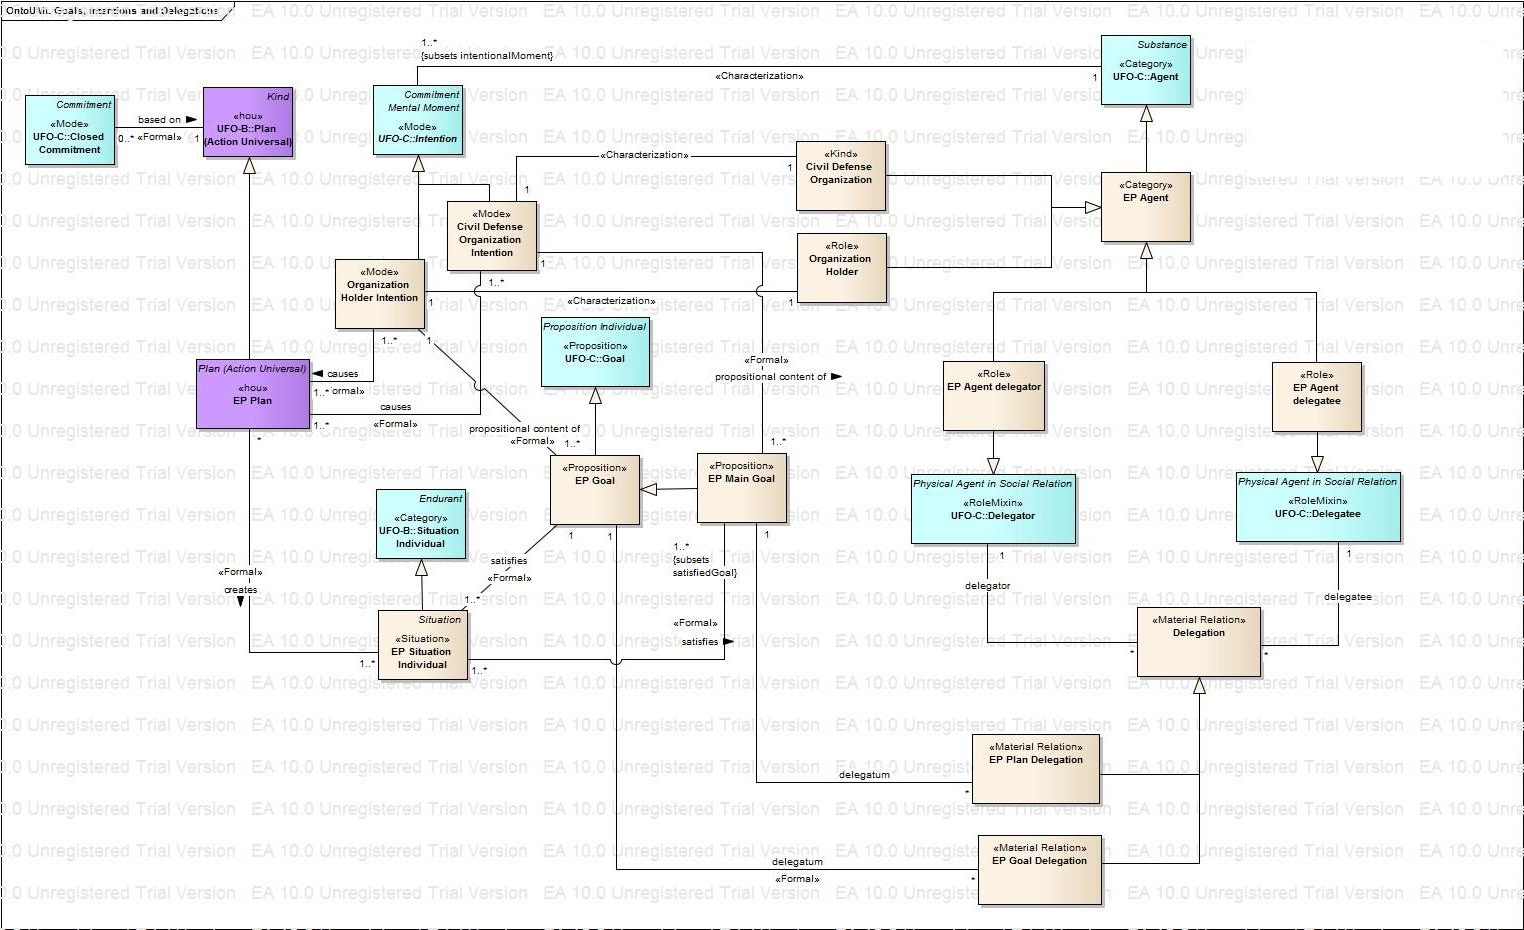 OntoUML Goals, Intentions and Delegations
1..*
{subsets intentionalMoment}
«Characterization»
1
Substance
«Category»
UFO-C::Agent
Commitment
«Mode»
UFO-C::Closed
Commitment
based on
0..* «Formal» 1
Kind
«hou»
UFO-B::Plan
(Action Universal)
Commitment
Mental Moment
«Mode»
UFO-C::Intention
«Characterization»
1
1
«Kind»
Civil Defense
Organization
«Category»
EP Agent
«Mode»
Civil Defense
Organization
Intention
1
1..*
«Role»
Organization
Holder
«Mode»
Organization
Holder Intention
1
«Characterization»
1
1..*
1
Proposition Individual
«Proposition»
UFO-C::Goal
«Formal»
propositional content of
Plan (Action Universal)
«hou»
EP Plan
causes
1..* ormal»
causes
1..*
«Formal»
*
propositional content of
«Formal» 1..*
1..*
«Role»
EP Agent delegator
«Role»
EP Agent
delegatee
«Proposition»
EP Goal
«Proposition»
EP Main Goal
Physical Agent in Social Relation
«RoleMixin»
UFO-C::Delegator
Physical Agent in Social Relation
«RoleMixin»
UFO-C::Delegatee
Endurant
«Category»
UFO-B::Situation
Individual
1
1
1..*
{subsets
satisfiedGoal}
1
1
1
satisfies
«Formal»
1..*
delegator
delegatee
«Formal»
creates
1..*
Situation
«Situation»
EP Situation
Individual
1..*
«Formal»
satisfies
«Material Relation»
Delegation
*
*
«Material Relation»
EP Plan Delegation
delegatum
*
«Material Relation»
EP Goal Delegation
delegatum
«Formal»
*
EA 10.0 Unregistered Trial Version